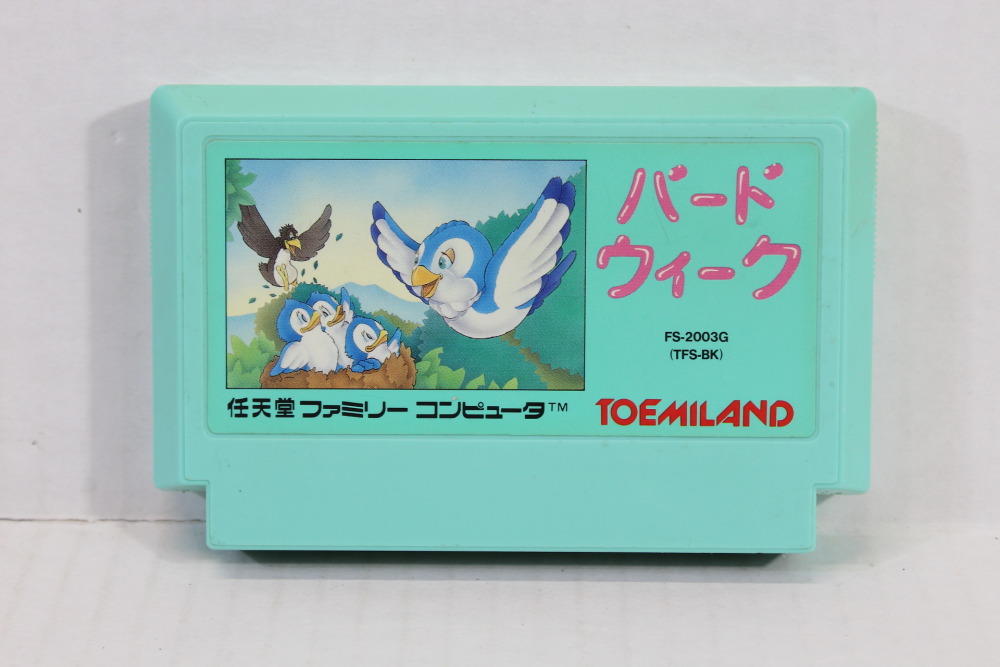 バード
ウィーク
FS-2003G
(TFS-BK)
任天堂 ファミリー コンピュータ™
TOEMILAND